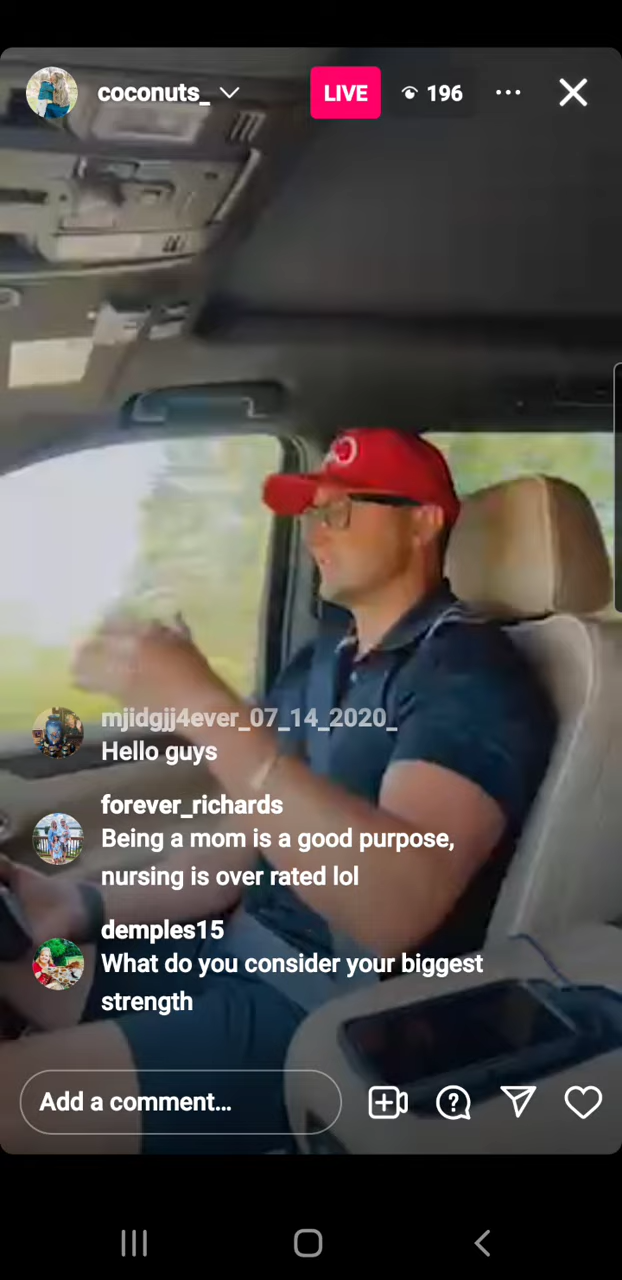 coconuts_
LIVE
196
mjidgjj4ever_07_14_2020_
Hello guys
forever_richards
Being a mom is a good purpose,
nursing is over rated lol
demples15
What do you consider your biggest
strength
Add a comment...